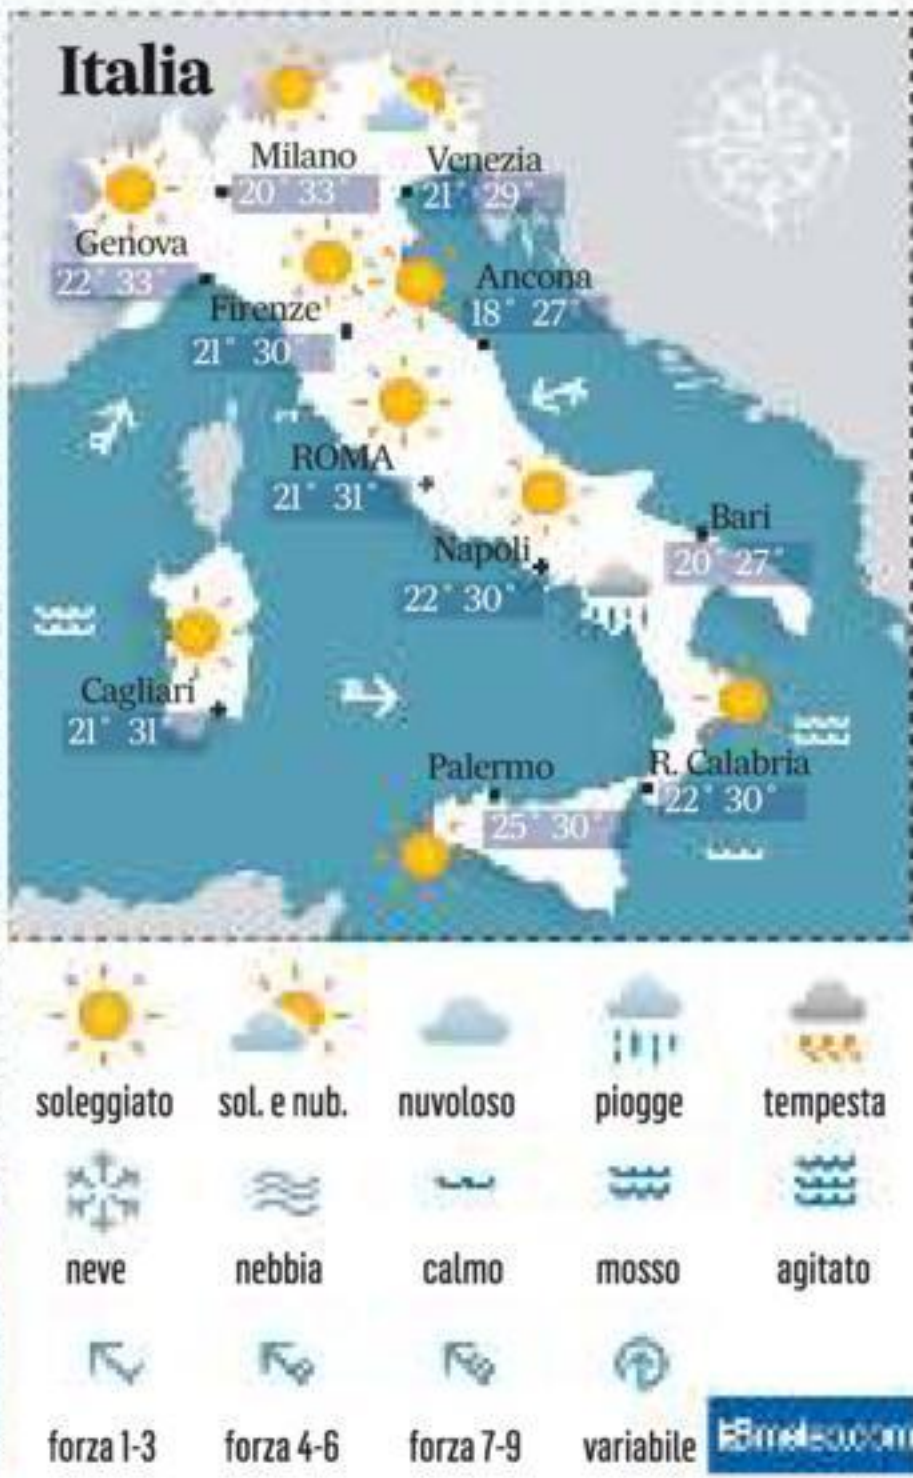 Italia
Milano
20° 33°
Venezia
21° 29°
Genova
22° 33°
Ancona
18° 27°
Firenze
21° 30°
ROMA
21° 31°
Bari
20° 27°
Napoli
22° 30°
Cagliari
21° 31°
Palermo
25° 30°
R. Calabria
22° 30°
soleggiato
sol. e nub.
nuvoloso
piogge
tempesta
neve
nebbia
calmo
mosso
agitato
forza 1-3
forza 4-6
forza 7-9
variabile